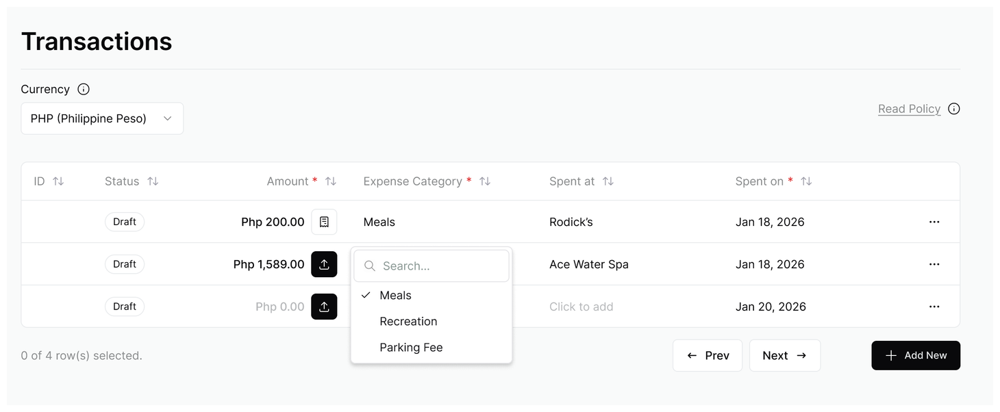 Transactions
Currency
PHP (Philippine Peso)
Read Policy
ID Status Amount * Expense Category * Spent at Spent on *
Draft Php 200.00 Meals Rodick’s Jan 18, 2026 ...
Draft Php 1,589.00 Search... Ace Water Spa Jan 18, 2026 ...
Meals
Draft Php 0.00 Click to add Jan 20, 2026 ...
Recreation
Parking Fee
0 of 4 row(s) selected. Prev Next Add New